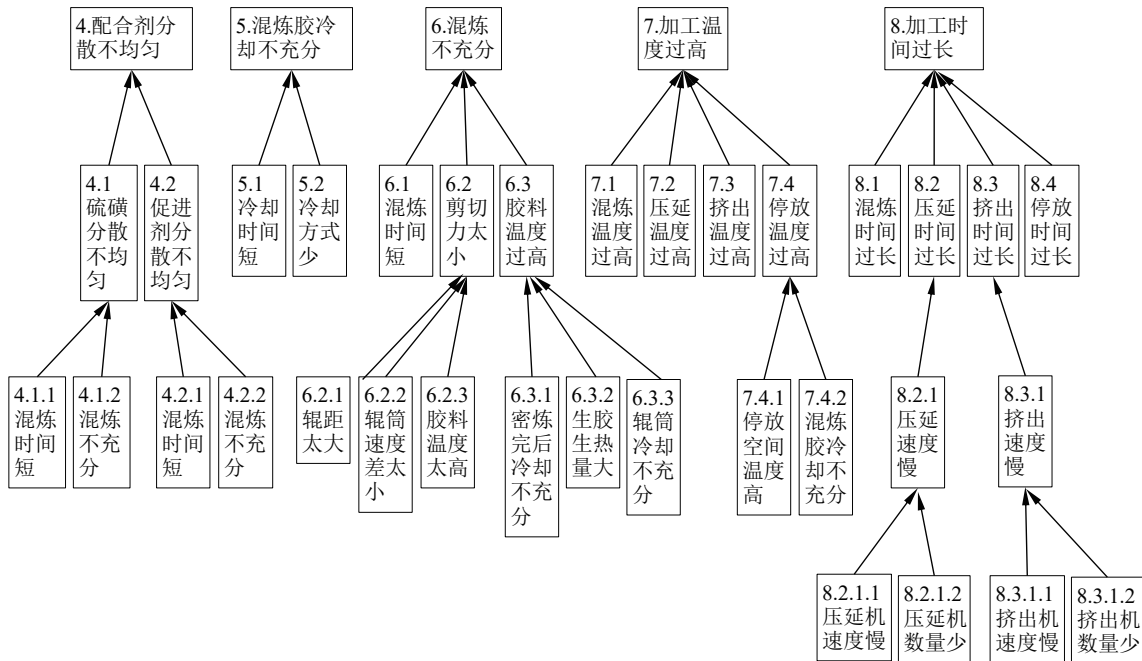 4.配合剂分
散不均匀
5.混炼胶冷
却不充分
6.混炼
不充分
7.加工温
度过高
8.加工时
间过长
4.1
硫磺
分散
不均
匀
4.2
促进
剂分
散不
均匀
5.1
冷却
时间
短
5.2
冷却
方式
少
6.1
混炼
时间
短
6.2
剪切
力太
小
6.3
胶料
温度
过高
7.1
混炼
温度
过高
7.2
压延
温度
过高
7.3
挤出
温度
过高
7.4
停放
温度
过高
8.1
混炼
时间
过长
8.2
压延
时间
过长
8.3
挤出
时间
过长
8.4
停放
时间
过长
4.1.1
混炼
时间
短
4.1.2
混炼
不充
分
4.2.1
混炼
时间
短
4.2.2
混炼
不充
分
6.2.1
辊距
太大
6.2.2
辊筒
速度
差太
小
6.2.3
胶料
温度
太高
6.3.1
密炼
完后
冷却
不充
分
6.3.2
生胶
生热
量大
6.3.3
辊筒
冷却
不充
分
7.4.1
停放
空间
温度
高
7.4.2
混炼
胶冷
却不
充分
8.2.1
压延
速度
慢
8.3.1
挤出
速度
慢
8.2.1.1
压延机
速度慢
8.2.1.2
压延机
数量少
8.3.1.1
挤出机
速度慢
8.3.1.2
挤出机
数量少